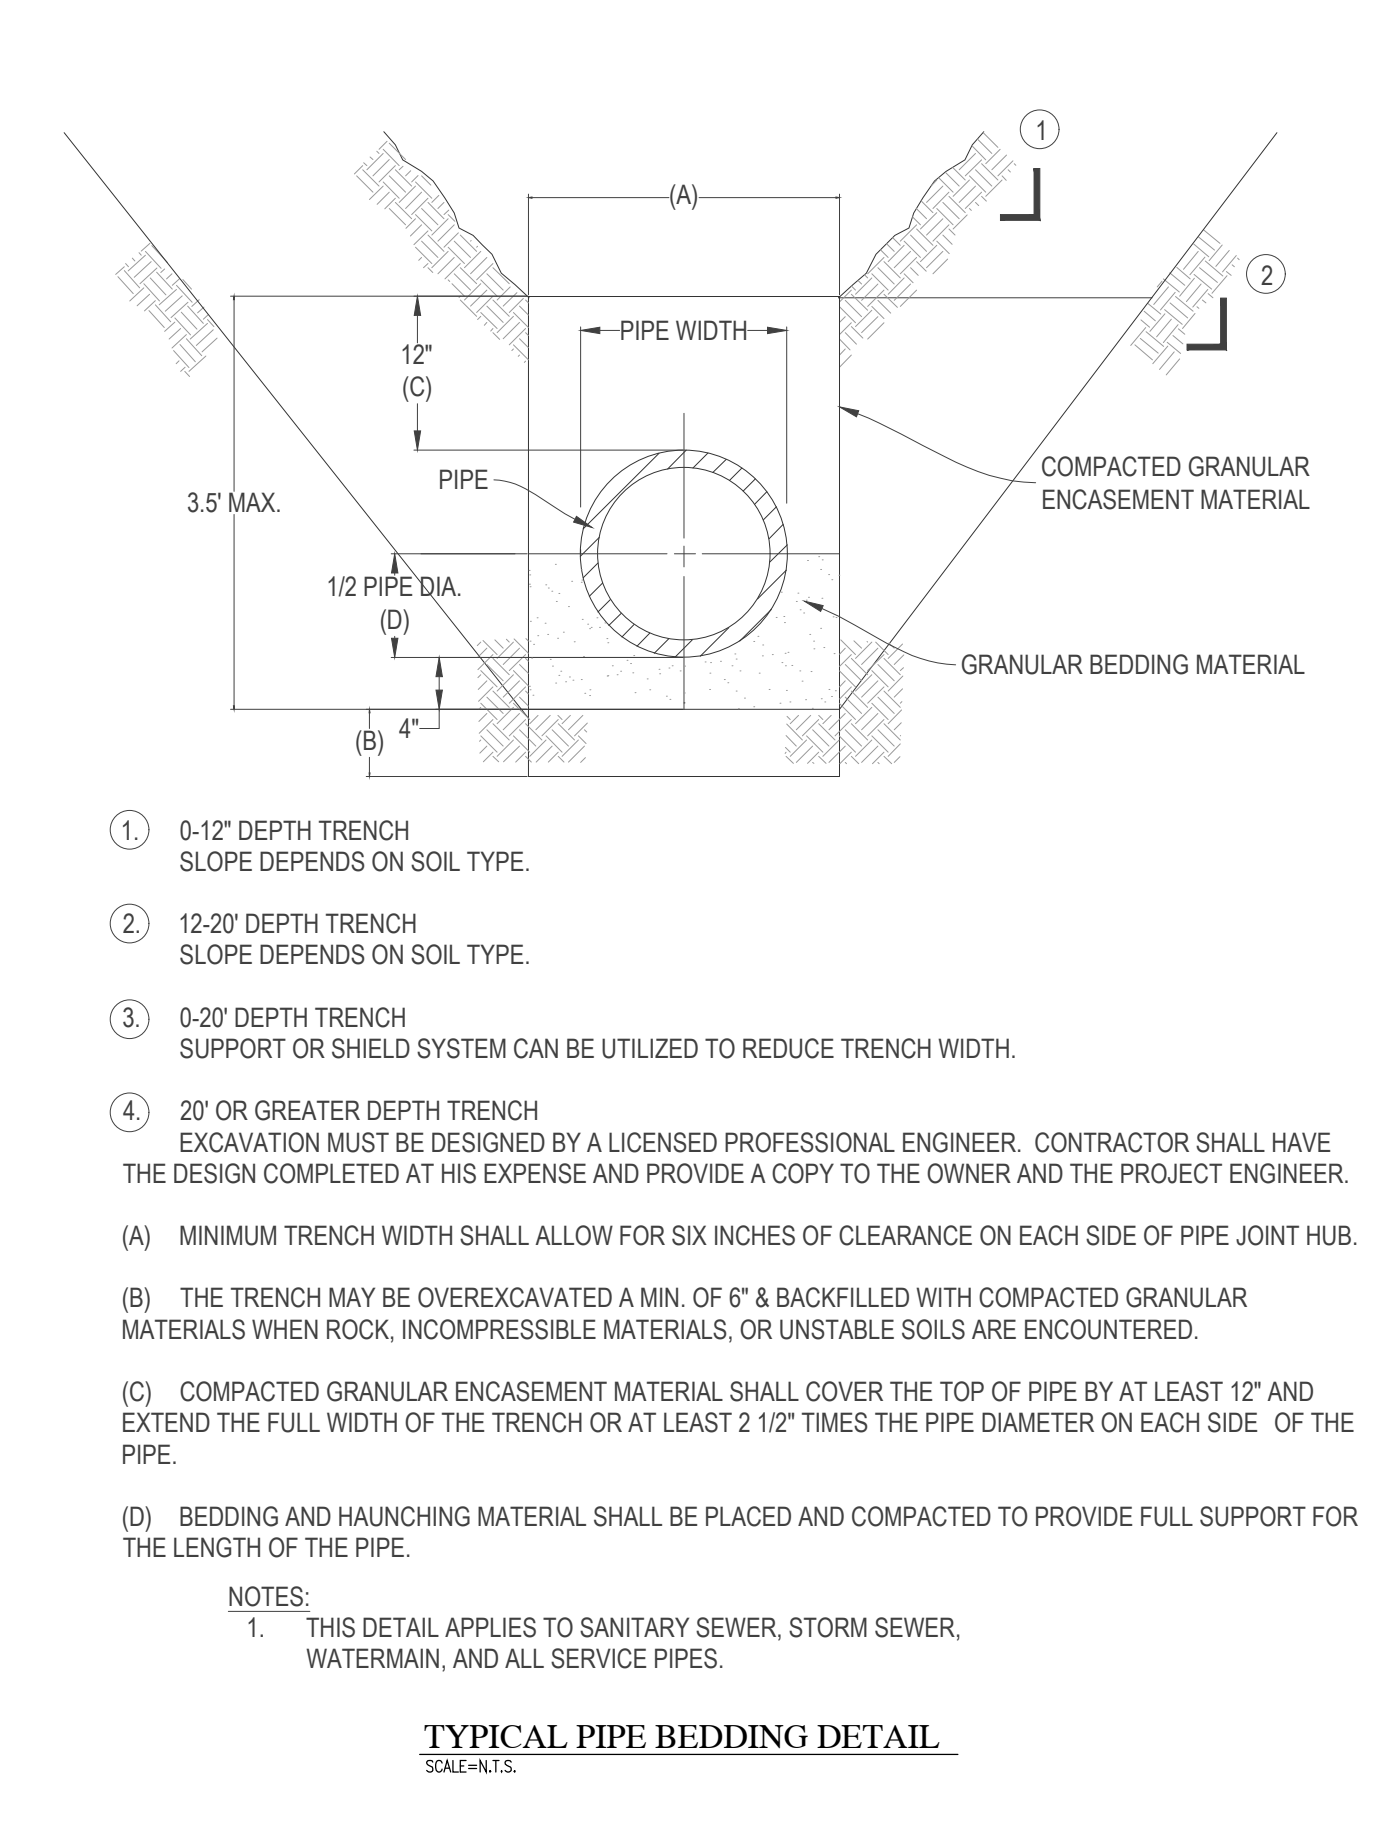 1
(A)
2
PIPE WIDTH
12"
(C)
COMPACTED GRANULAR
ENCASEMENT MATERIAL
PIPE
3.5' MAX.
1/2 PIPE DIA.
(D)
GRANULAR BEDDING MATERIAL
4"
(B)
1. 0-12" DEPTH TRENCH
SLOPE DEPENDS ON SOIL TYPE.
2. 12-20' DEPTH TRENCH
SLOPE DEPENDS ON SOIL TYPE.
3. 0-20' DEPTH TRENCH
SUPPORT OR SHIELD SYSTEM CAN BE UTILIZED TO REDUCE TRENCH WIDTH.
4. 20' OR GREATER DEPTH TRENCH
EXCAVATION MUST BE DESIGNED BY A LICENSED PROFESSIONAL ENGINEER. CONTRACTOR SHALL HAVE
THE DESIGN COMPLETED AT HIS EXPENSE AND PROVIDE A COPY TO THE OWNER AND THE PROJECT ENGINEER.
(A) MINIMUM TRENCH WIDTH SHALL ALLOW FOR SIX INCHES OF CLEARANCE ON EACH SIDE OF PIPE JOINT HUB.
(B) THE TRENCH MAY BE OVEREXCAVATED A MIN. OF 6" & BACKFILLED WITH COMPACTED GRANULAR
MATERIALS WHEN ROCK, INCOMPRESSIBLE MATERIALS, OR UNSTABLE SOILS ARE ENCOUNTERED.
(C) COMPACTED GRANULAR ENCASEMENT MATERIAL SHALL COVER THE TOP OF PIPE BY AT LEAST 12" AND
EXTEND THE FULL WIDTH OF THE TRENCH OR AT LEAST 2 1/2" TIMES THE PIPE DIAMETER ON EACH SIDE OF THE
PIPE.
(D) BEDDING AND HAUNCHING MATERIAL SHALL BE PLACED AND COMPACTED TO PROVIDE FULL SUPPORT FOR
THE LENGTH OF THE PIPE.
NOTES:
1. THIS DETAIL APPLIES TO SANITARY SEWER, STORM SEWER,
WATERMAIN, AND ALL SERVICE PIPES.
TYPICAL PIPE BEDDING DETAIL
SCALE=N.T.S.